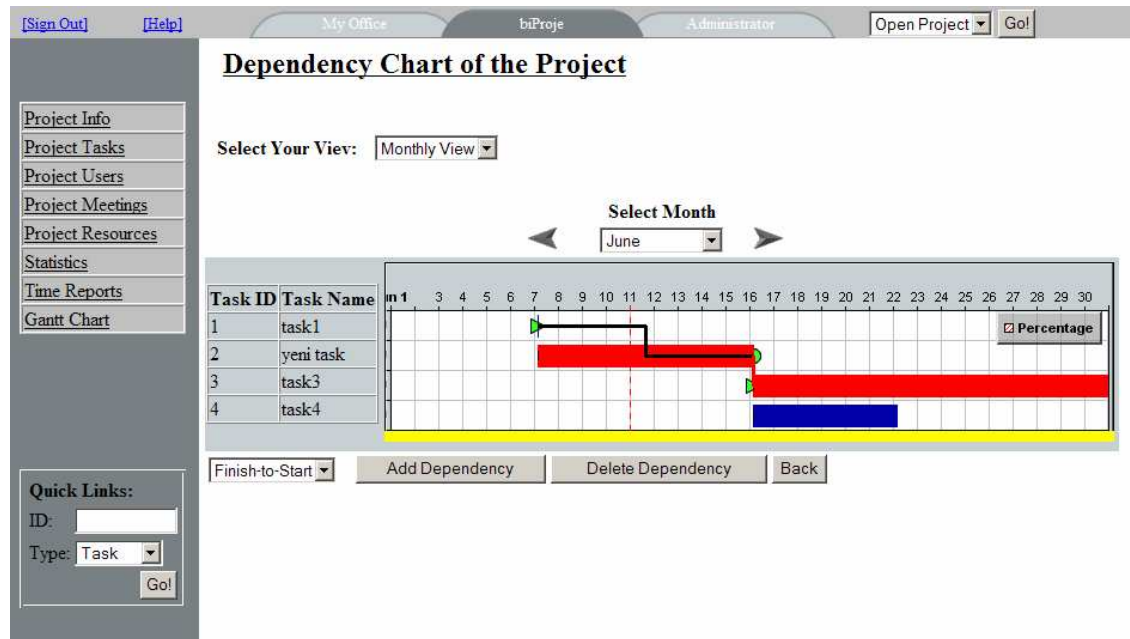 [Sign Out] [Help] My Office biProje Administrator Open Project Go!
Dependency Chart of the Project
Project Info
Project Tasks
Project Users
Project Meetings
Project Resources
Statistics
Time Reports
Gantt Chart
Select Your Viev: Monthly View
Select Month
June
Task ID Task Name un 1 3 4 5 6 7 8 9 10 11 12 13 14 15 16 17 18 19 20 21 22 23 24 25 26 27 28 29 30
1 task1
2 yeni task
3 task3
4 task4
Percentage
Finish-to-Start Add Dependency Delete Dependency Back
Quick Links:
ID:
Type: Task
Go!